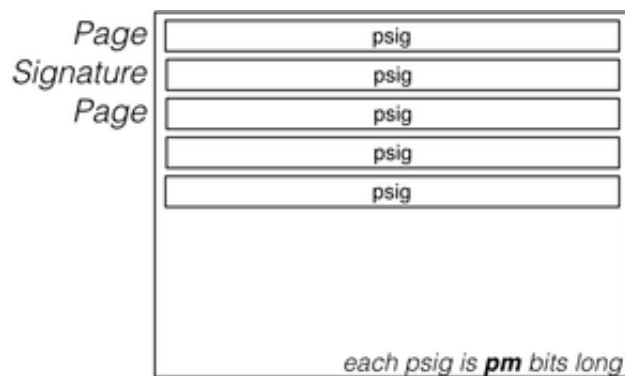 Page
Signature
Page
psig
psig
psig
psig
psig
each psig is pm bits long